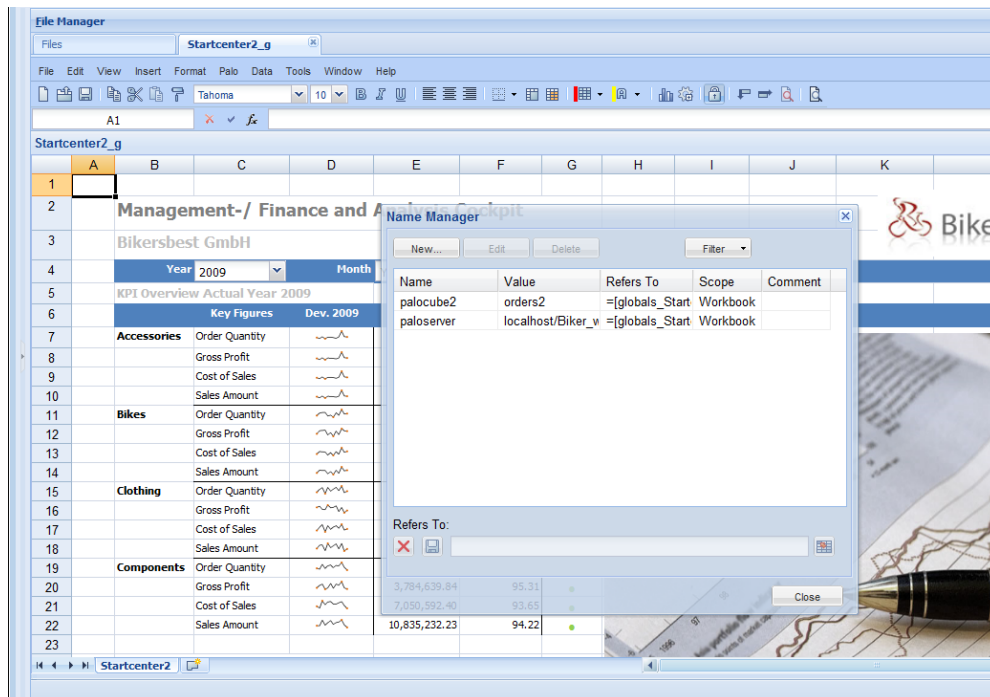 File Manager
Files Startcenter2_g
File Edit View Insert Format Palo Data Tools Window Help
Tahoma 10 B I U
A1 fx
Startcenter2_g
A B C D E F G H I J K
1
2 Management-/ Finance and Analysis Cockpit
Name Manager
3 Bikersbest GmbH
New... Edit Delete Filter
4 Year 2009 Month
Name Value Refers To Scope Comment
5 KPI Overview Actual Year 2009
palocube2 orders2 =[globals_Start Workbook
6 Key Figures Dev. 2009
paloserver localhost/Biker_w =[globals_Start Workbook
7 Accessories Order Quantity
8 Gross Profit
9 Cost of Sales
10 Sales Amount
11 Bikes Order Quantity
12 Gross Profit
13 Cost of Sales
14 Sales Amount
15 Clothing Order Quantity
16 Gross Profit
17 Cost of Sales
Refers To:
18 Sales Amount
19 Components Order Quantity
20 Gross Profit 3,784,639.84 95.31
21 Cost of Sales 7,050,592.40 93.65
Close
22 Sales Amount 10,835,232.23 94.22
23
Startcenter2